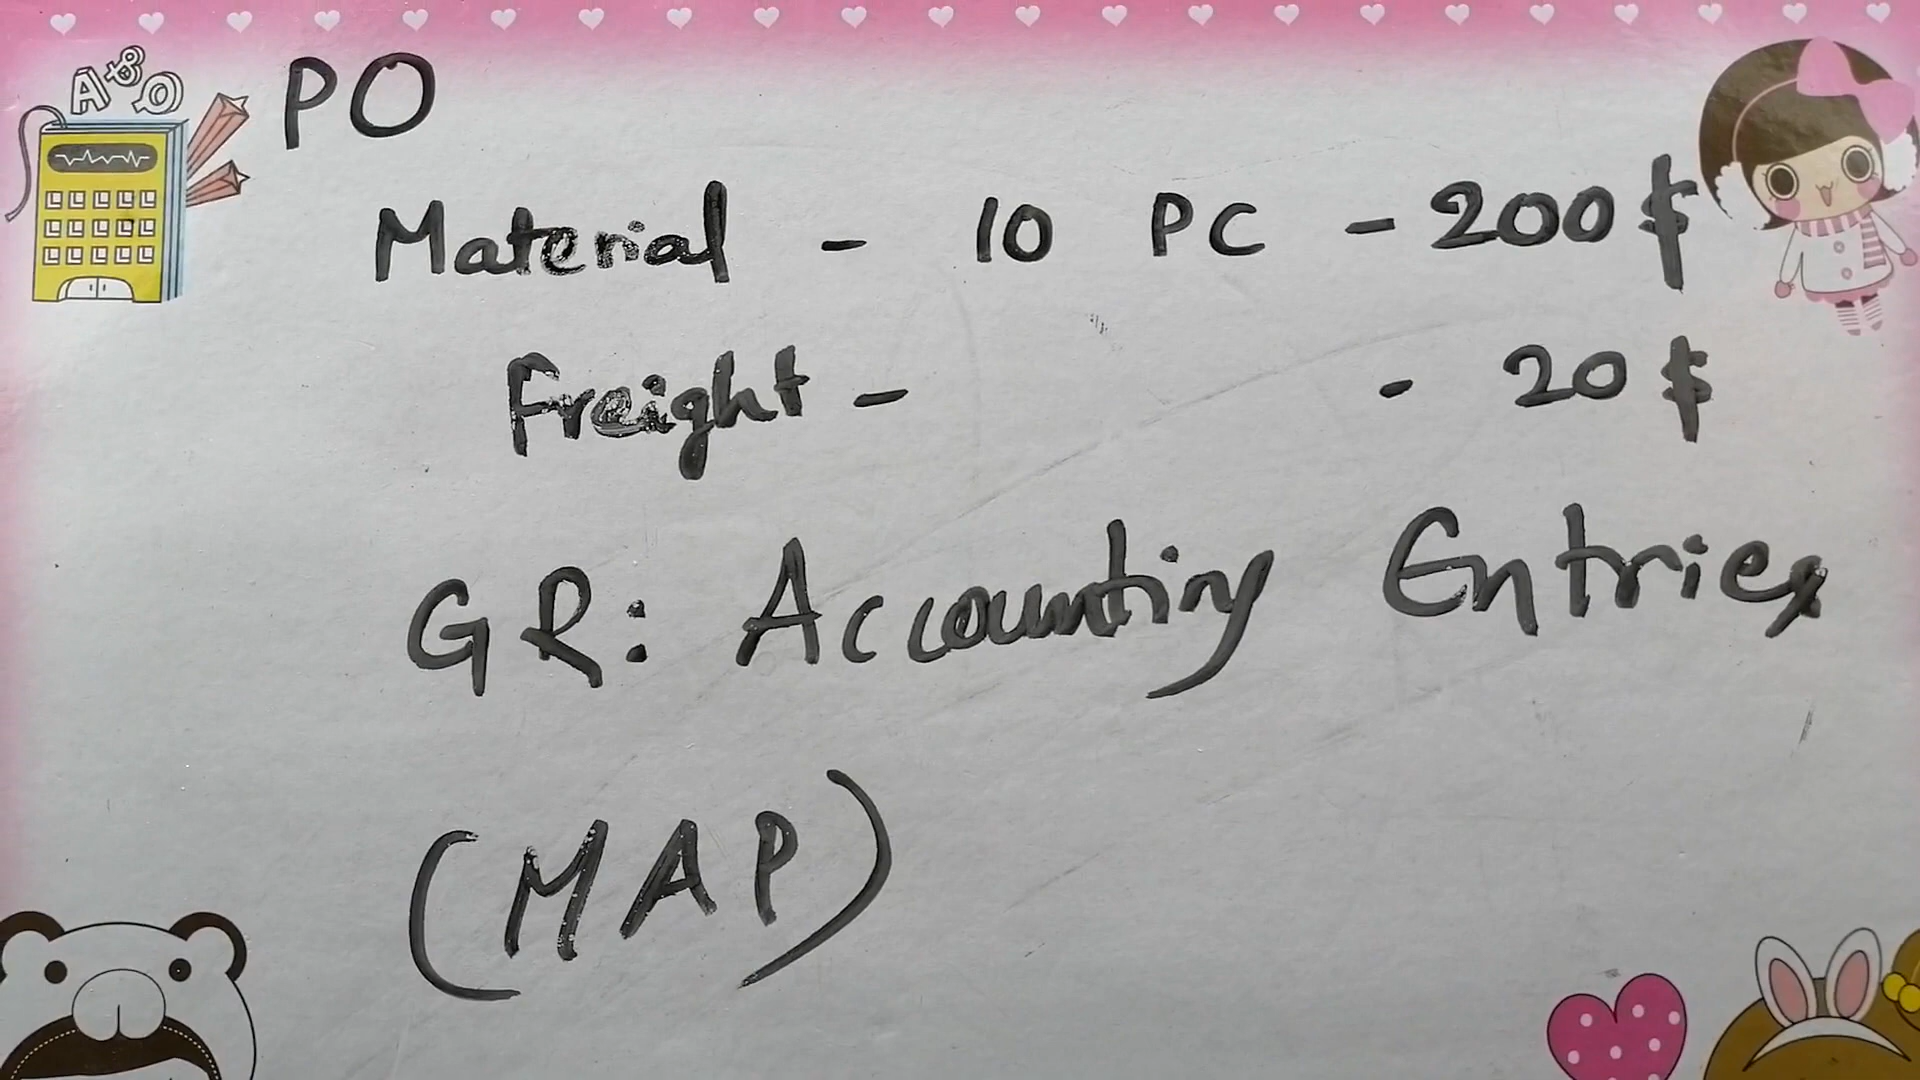 PO
Material - 10 PC - 200 $
Freight - - 20 $
GR: Accounting Entries
(MAP)